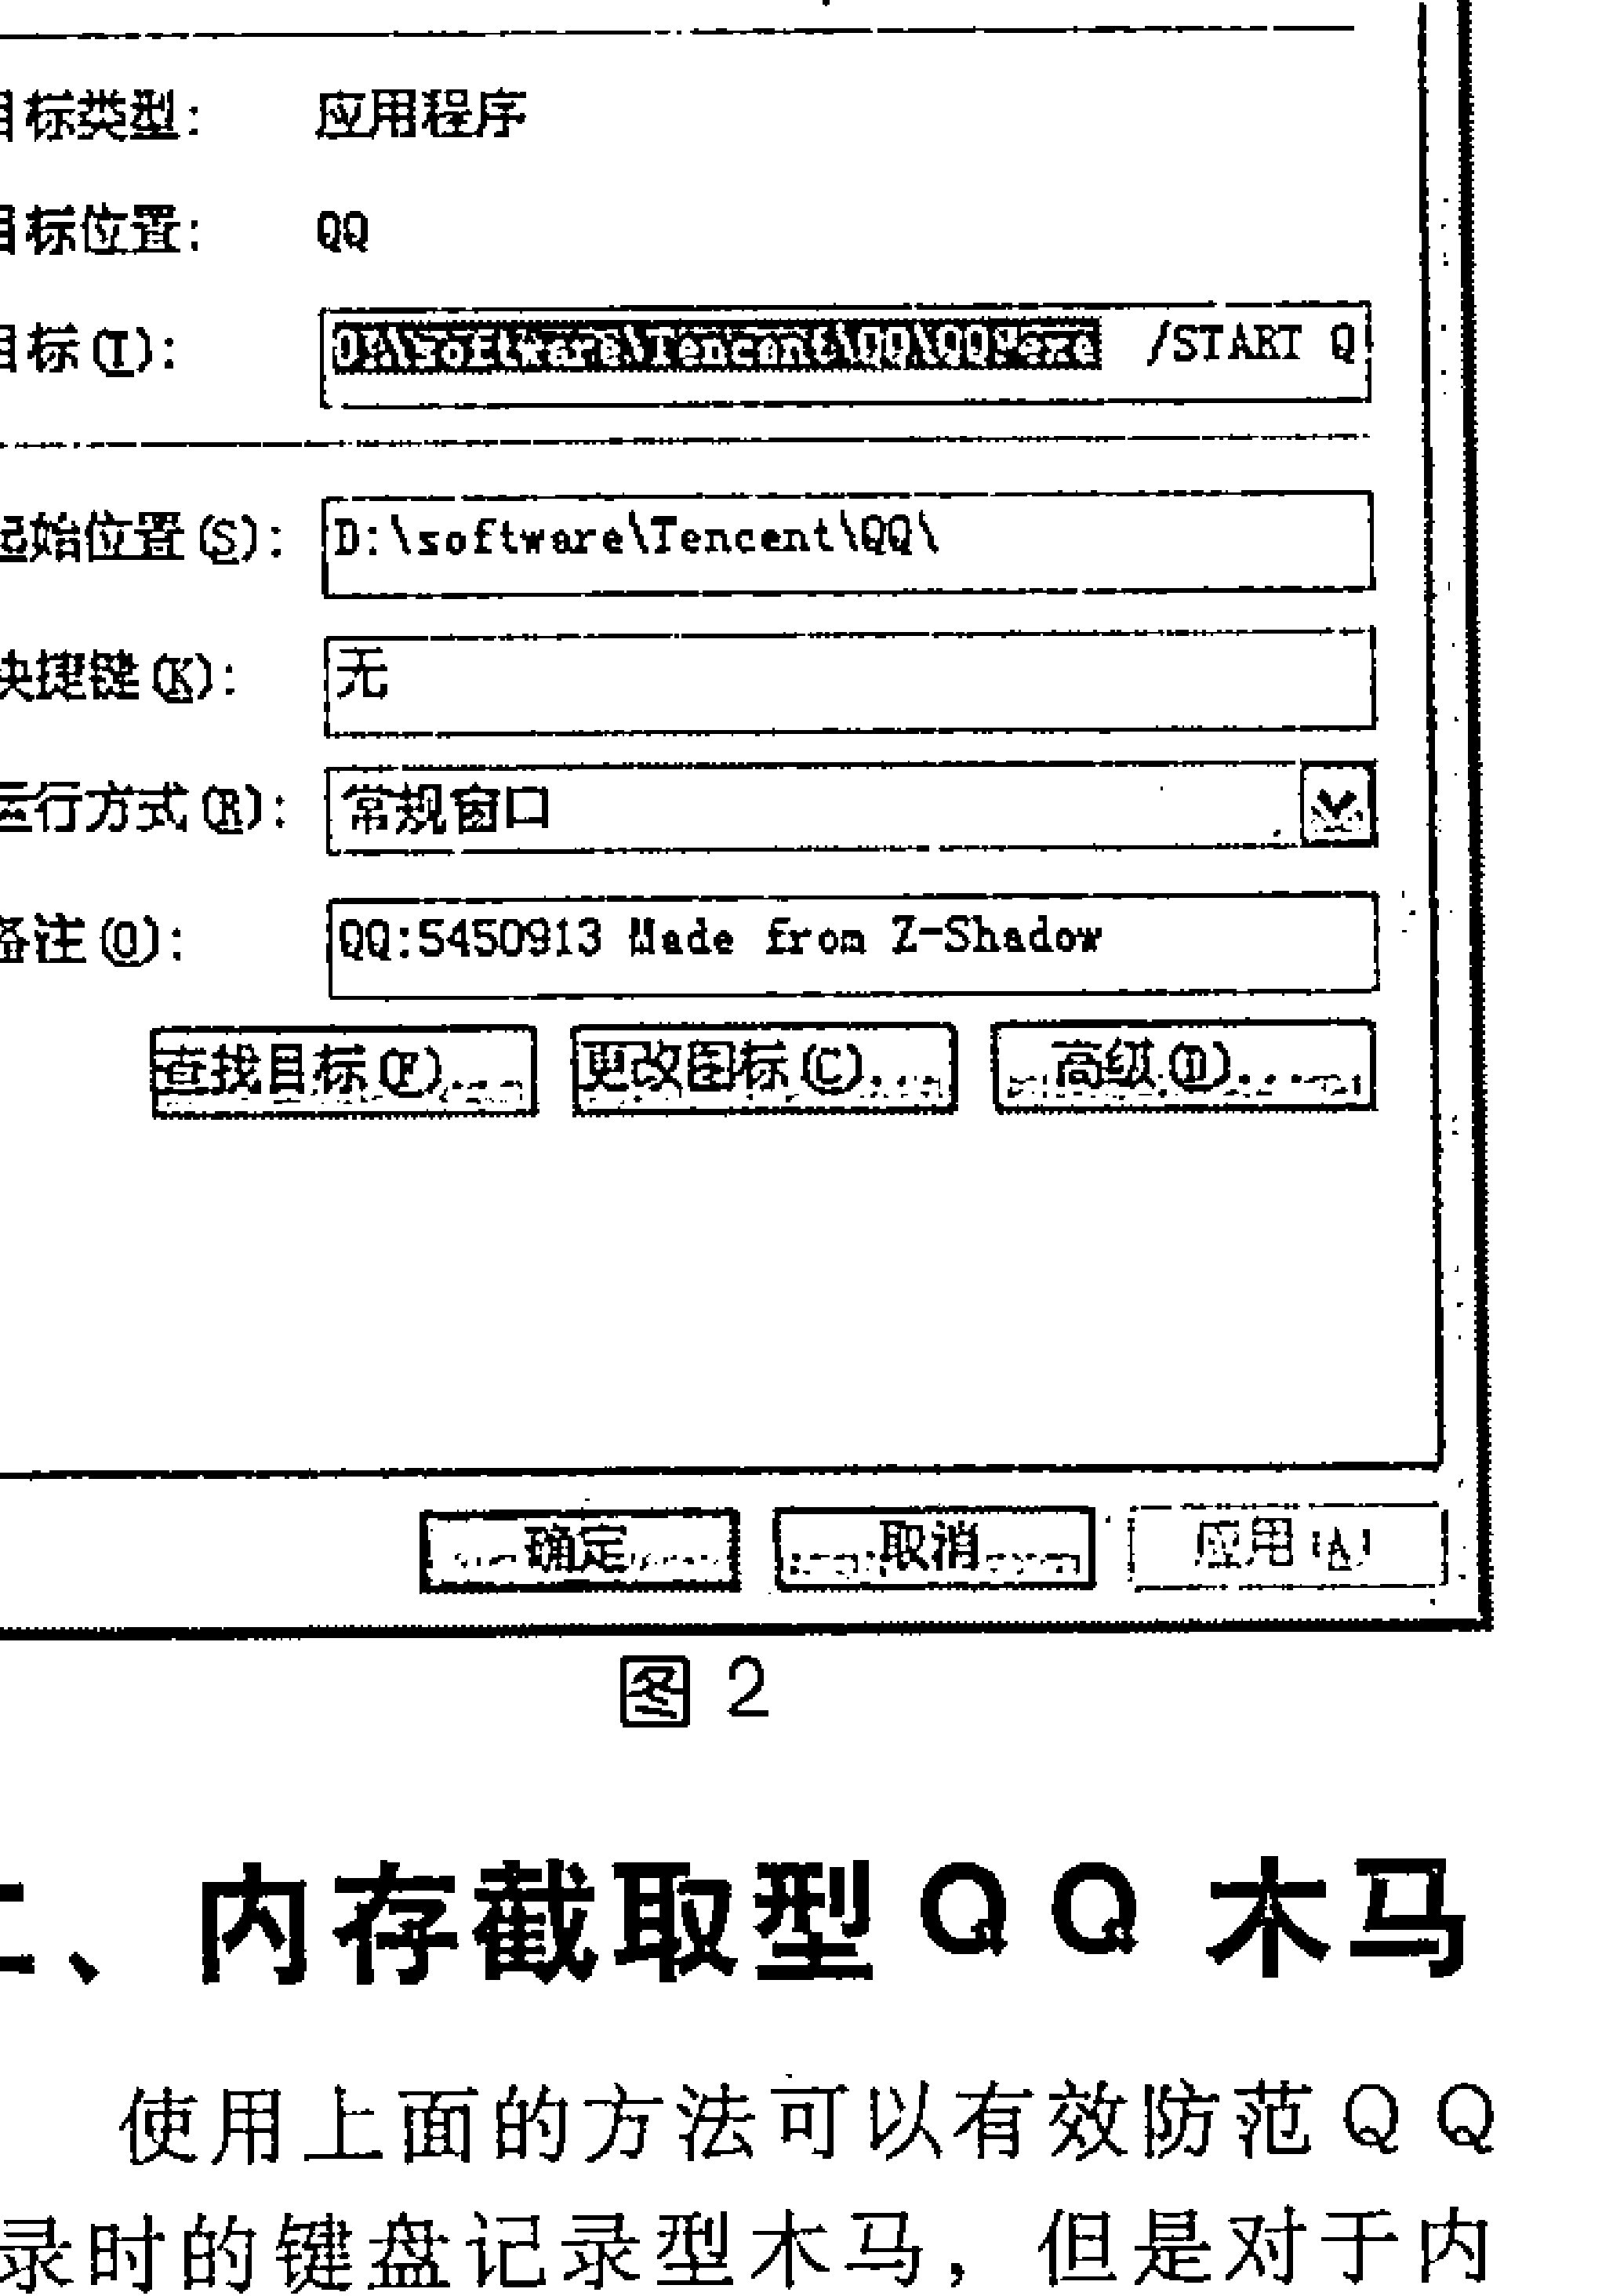 目标类型: 应用程序
目标位置: QQ
目标(T): D:\software\Tencent\QQ\QQ.exe /START Q
起始位置(S): D:\software\Tencent\QQ\
快捷键(K): 无
运行方式(R): 常规窗口
备注(O): QQ:5450913 Made from Z-Shadow
查找目标(F)... 更改图标(C)... 高级(D)...
确定 取消 应用(A)
图 2
二、内存截取型QQ木马
使用上面的方法可以有效防范QQ
录时的键盘记录型木马，但是对于内